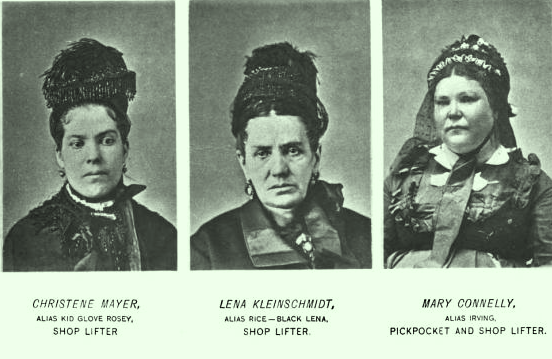 CHRISTENE MAYER,
ALIAS KID GLOVE ROSEY,
SHOP LIFTER
LENA KLEINSCHMIDT,
ALIAS RICE—BLACK LENA,
SHOP LIFTER.
MARY CONNELLY,
ALIAS IRVING,
PICKPOCKET AND SHOP LIFTER.